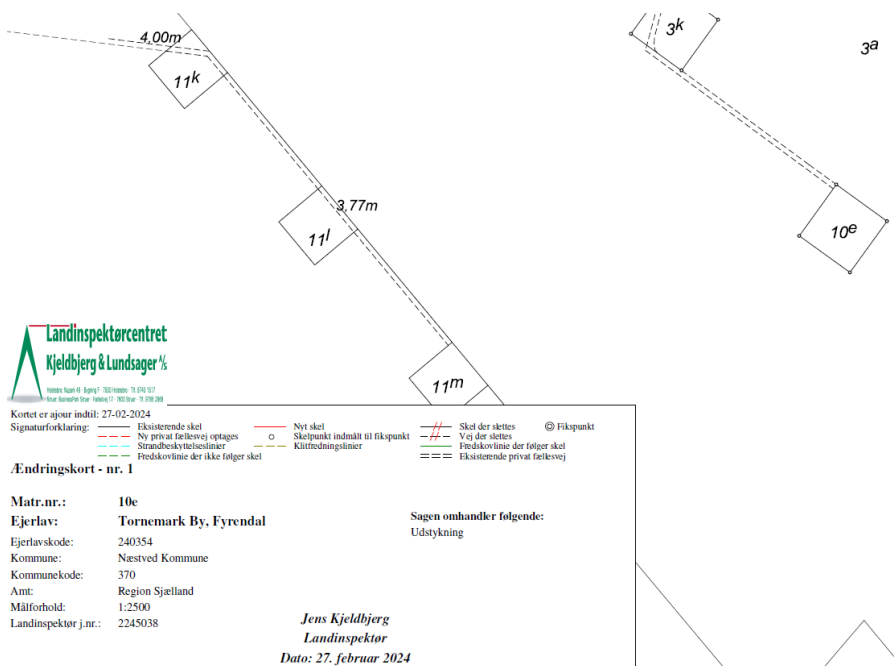 4,00m
11k
3k
3a
3,77m
11l
10e
11m
Landinspektørcentret
Kjeldbjerg & Lundsager A/s
Kortet er ajour indtil: 27-02-2024
Signaturforklaring:
Eksisterende skel
Nyt skel
Skel der slettes
Fikspunkt
Ny privat fællesvej optages
Skelpunkt indmålt til fikspunkt
Vej der slettes
Strandbeskyttelseslinier
Klitfredningslinier
Fredskovlinie der følger skel
Fredskovlinie der ikke følger skel
Eksisterende privat fællesvej
Ændringskort - nr. 1
Matr.nr.: 10e
Ejerlav: Tornemark By, Fyrendal
Sagen omhandler følgende:
Udstykning
Ejerlavskode: 240354
Kommune: Næstved Kommune
Kommunekode: 370
Amt: Region Sjælland
Målforhold: 1:2500
Landinspektør j.nr.: 2245038
Jens Kjeldbjerg
Landinspektør
Dato: 27. februar 2024